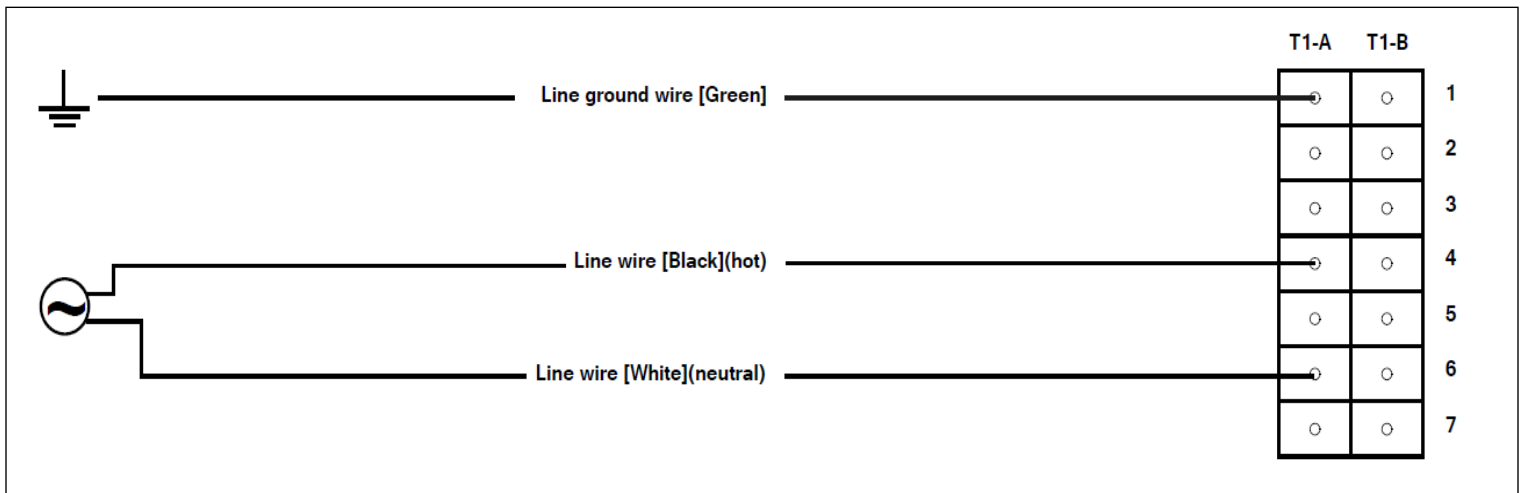 T1-A T1-B
Line ground wire [Green] 1
2
3
Line wire [Black](hot) 4
5
Line wire [White](neutral) 6
7